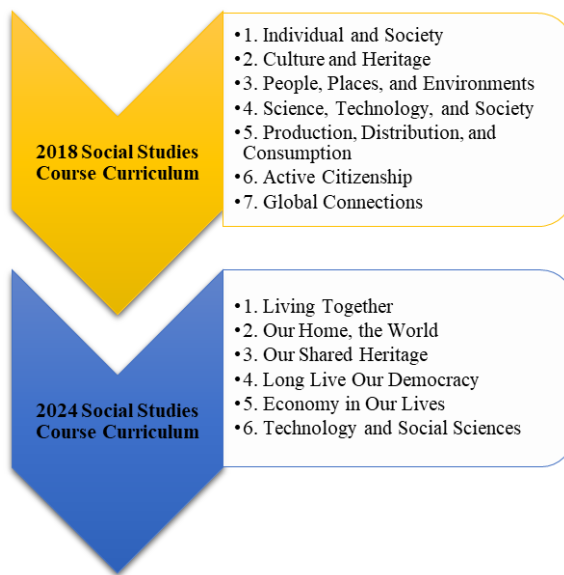 2018 Social Studies
Course Curriculum
•1. Individual and Society
•2. Culture and Heritage
•3. People, Places, and Environments
•4. Science, Technology, and Society
•5. Production, Distribution, and
Consumption
•6. Active Citizenship
•7. Global Connections
2024 Social Studies
Course Curriculum
•1. Living Together
•2. Our Home, the World
•3. Our Shared Heritage
•4. Long Live Our Democracy
•5. Economy in Our Lives
•6. Technology and Social Sciences